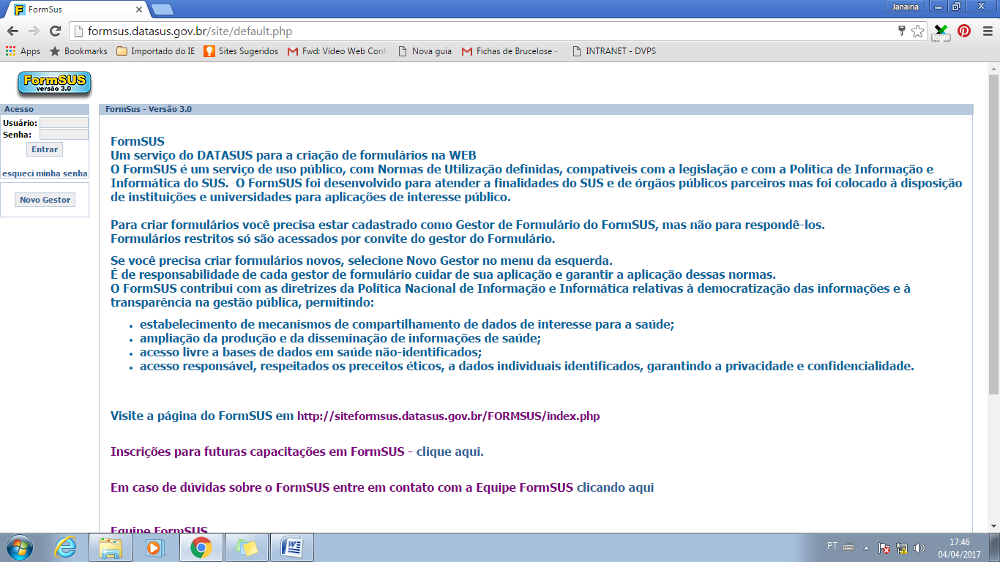 FormSus
Janaina
formsus.datasus.gov.br/site/default.php
login
Apps
Bookmarks
Importado do IE
Sites Sugeridos
Fwd: Vídeo Web Conf
Nova guia
Fichas de Brucelose -
INTRANET - DVPS
FormSUS
versão 3.0
Acesso
Usuário:
Senha:
Entrar
esqueci minha senha
Novo Gestor
FormSus - Versão 3.0
FormSUS
Um serviço do DATASUS para a criação de formulários na WEB
O FormSUS é um serviço de uso público, com Normas de Utilização definidas, compatíveis com a legislação e com a Política de Informação e
Informática do SUS. O FormSUS foi desenvolvido para atender a finalidades do SUS e de órgãos públicos parceiros mas foi colocado à disposição
de instituições e universidades para aplicações de interesse público.
Para criar formulários você precisa estar cadastrado como Gestor de Formulário do FormSUS, mas não para respondê-los.
Formulários restritos só são acessados por convite do gestor do Formulário.
Se você precisa criar formulários novos, selecione Novo Gestor no menu da esquerda.
É de responsabilidade de cada gestor de formulário cuidar de sua aplicação e garantir a aplicação dessas normas.
O FormSUS contribui com as diretrizes da Política Nacional de Informação e Informática relativas à democratização das informações e à
transparência na gestão pública, permitindo:
• estabelecimento de mecanismos de compartilhamento de dados de interesse para a saúde;
• ampliação da produção e da disseminação de informações de saúde;
• acesso livre a bases de dados em saúde não-identificados;
• acesso responsável, respeitados os preceitos éticos, a dados individuais identificados, garantindo a privacidade e confidencialidade.
Visite a página do FormSUS em http://siteformsus.datasus.gov.br/FORMSUS/index.php
Inscrições para futuras capacitações em FormSUS - clique aqui.
Em caso de dúvidas sobre o FormSUS entre em contato com a Equipe FormSUS clicando aqui
Equipe FormSUS
PT
17:46
04/04/2017